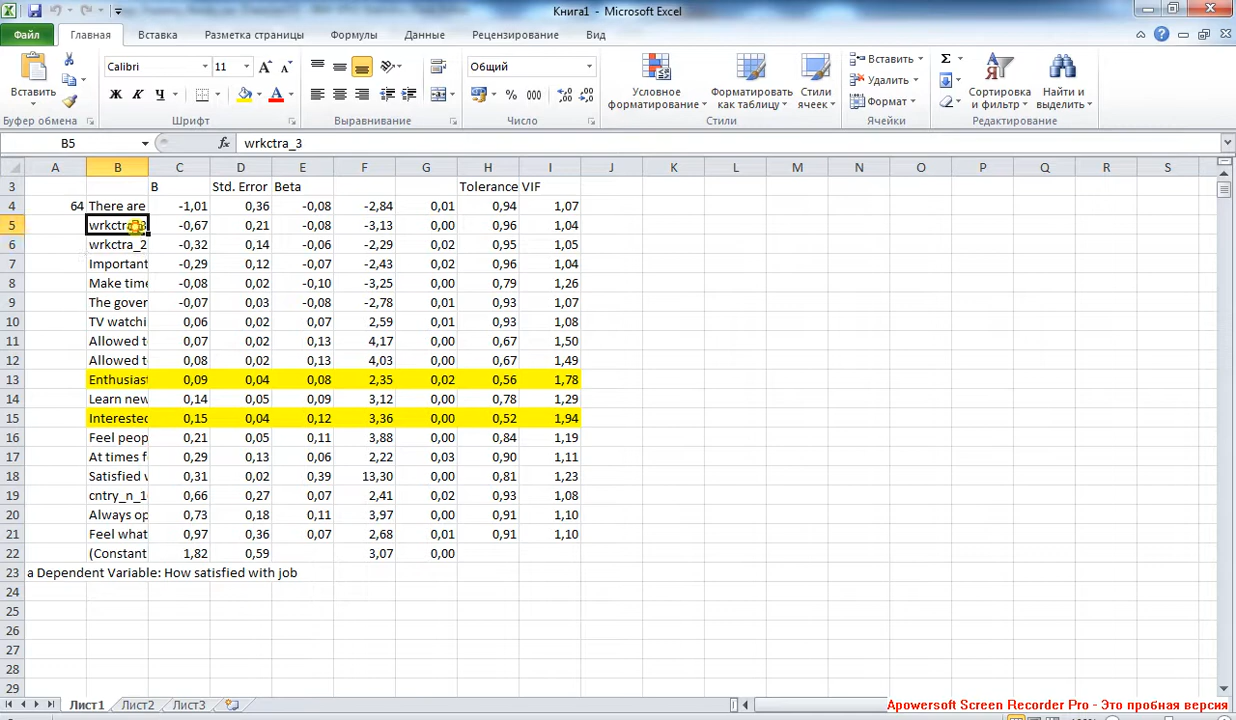 Книга1 - Microsoft Excel
Файл Главная Вставка Разметка страницы Формулы Данные Рецензирование Вид
Вставить
Буфер обмена
Calibri 11
Ж К Ч
Шрифт
Выравнивание
Общий
% 000
Число
Условное форматирование
Форматировать как таблицу
Стили ячеек
Стили
Вставить
Удалить
Формат
Ячейки
Σ
Сортировка и фильтр
Найти и выделить
Редактирование
B5 fx wrkctra_3
A B C D E F G H I J K L M N O P Q R S
3 B Std. Error Beta Tolerance VIF
4 64 There are -1,01 0,36 -0,08 -2,84 0,01 0,94 1,07
5 wrkctra_3 -0,67 0,21 -0,08 -3,13 0,00 0,96 1,04
6 wrkctra_2 -0,32 0,14 -0,06 -2,29 0,02 0,95 1,05
7 Important -0,29 0,12 -0,07 -2,43 0,02 0,96 1,04
8 Make time -0,08 0,02 -0,10 -3,25 0,00 0,79 1,26
9 The gover -0,07 0,03 -0,08 -2,78 0,01 0,93 1,07
10 TV watchi 0,06 0,02 0,07 2,59 0,01 0,93 1,08
11 Allowed t 0,07 0,02 0,13 4,17 0,00 0,67 1,50
12 Allowed t 0,08 0,02 0,13 4,03 0,00 0,67 1,49
13 Enthusiast 0,09 0,04 0,08 2,35 0,02 0,56 1,78
14 Learn new 0,14 0,05 0,09 3,12 0,00 0,78 1,29
15 Interested 0,15 0,04 0,12 3,36 0,00 0,52 1,94
16 Feel peop 0,21 0,05 0,11 3,88 0,00 0,84 1,19
17 At times f 0,29 0,13 0,06 2,22 0,03 0,90 1,11
18 Satisfied v 0,31 0,02 0,39 13,30 0,00 0,81 1,23
19 cntry_n_1 0,66 0,27 0,07 2,41 0,02 0,93 1,08
20 Always op 0,73 0,18 0,11 3,97 0,00 0,91 1,10
21 Feel what 0,97 0,36 0,07 2,68 0,01 0,91 1,10
22 (Constant 1,82 0,59 3,07 0,00
23 a Dependent Variable: How satisfied with job
24
25
26
27
28
29
Лист1 Лист2 Лист3
Apowersoft Screen Recorder Pro - Это пробная версия